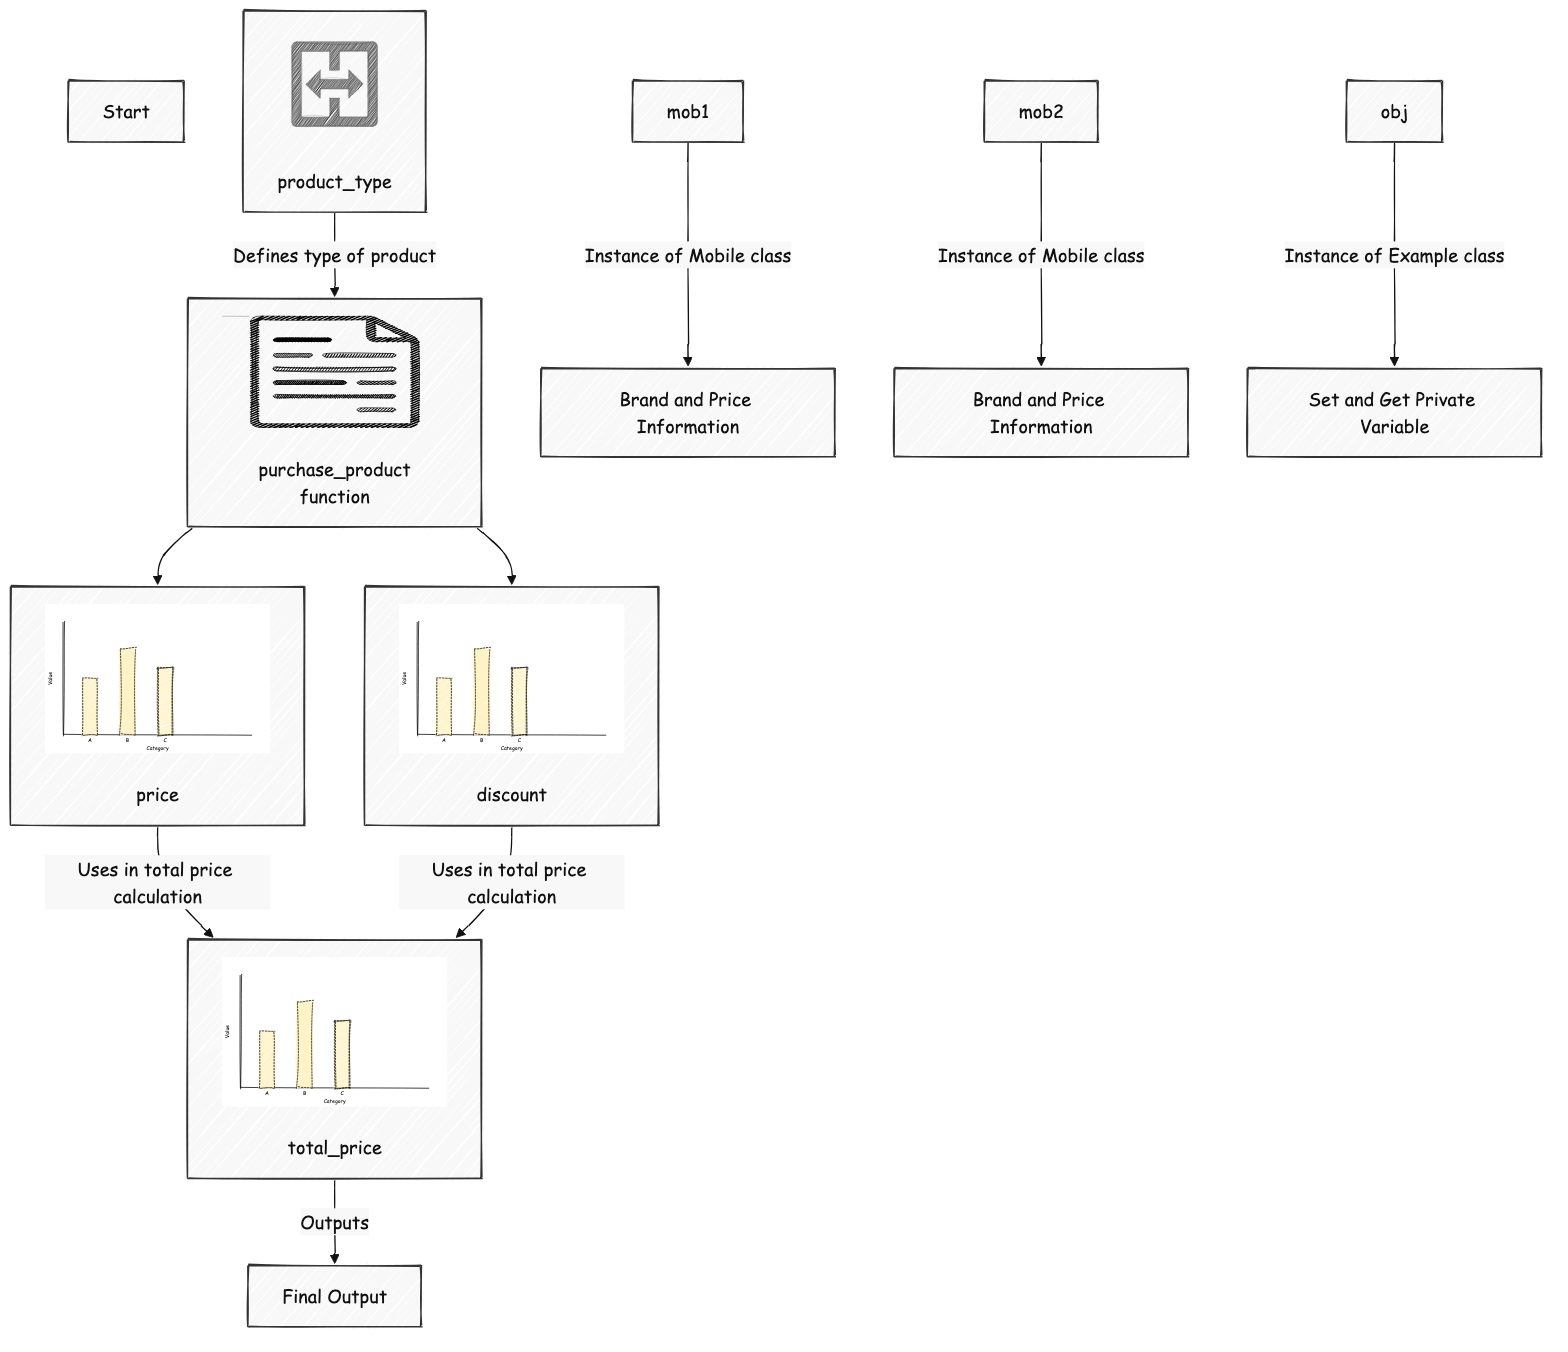 Start
product_type
mob1
mob2
obj
Defines type of product
Instance of Mobile class
Instance of Mobile class
Instance of Example class
purchase_product
function
Brand and Price
Information
Brand and Price
Information
Set and Get Private
Variable
Value
A
B
C
Category
price
Value
A
B
C
Category
discount
Uses in total price
calculation
Uses in total price
calculation
Value
A
B
C
Category
total_price
Outputs
Final Output